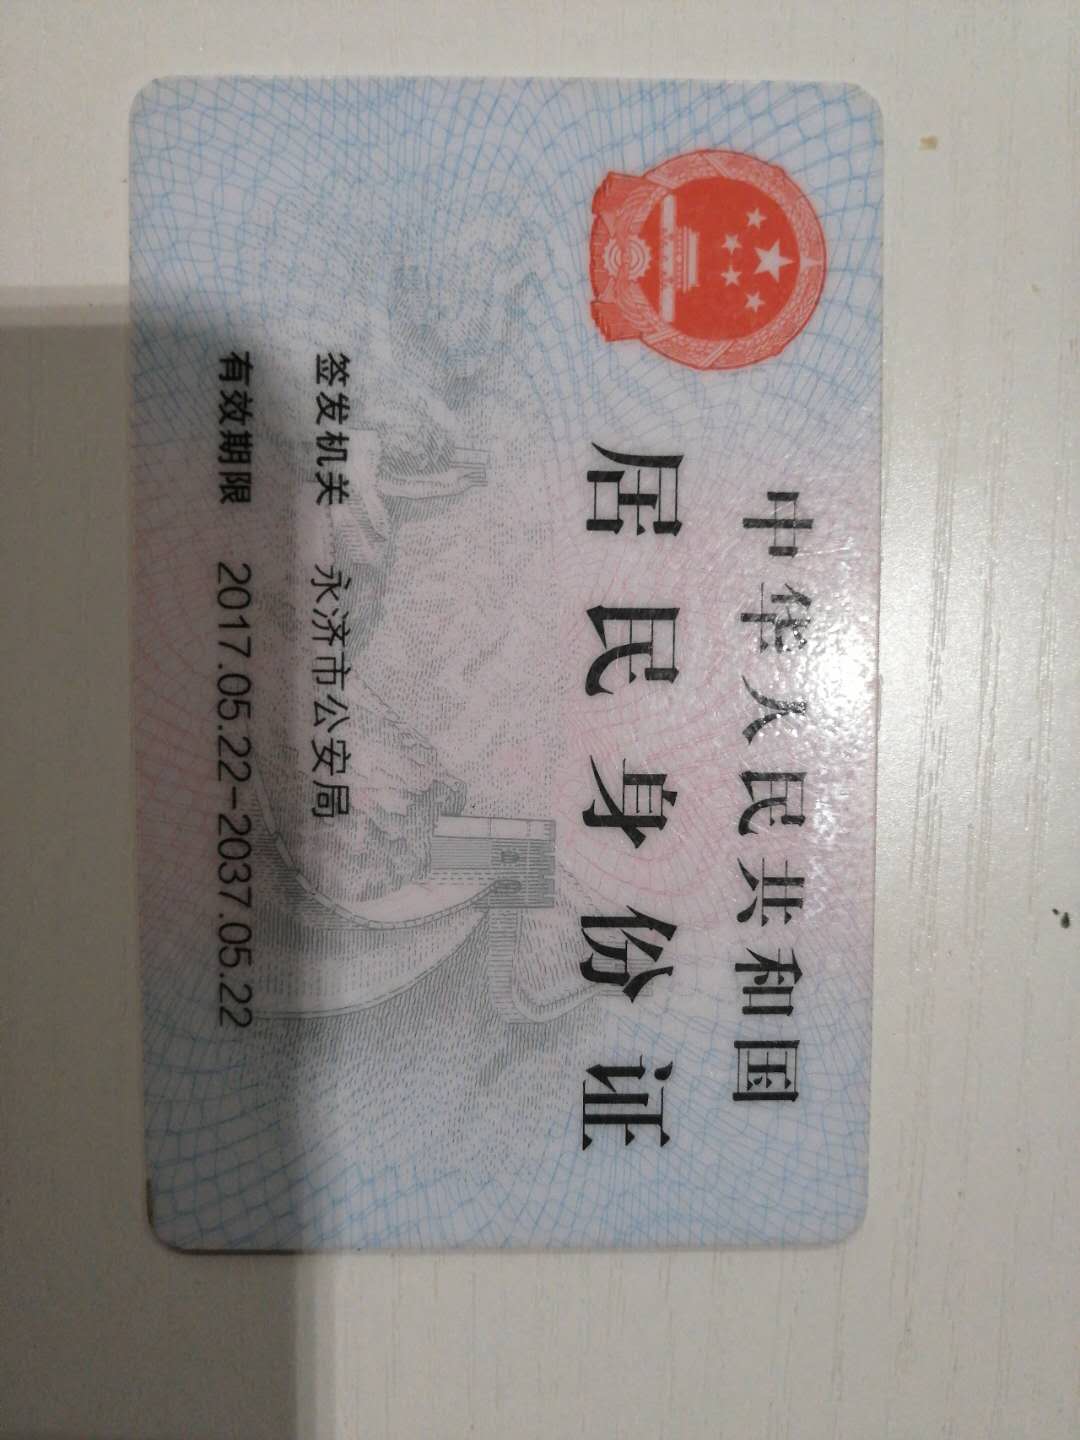 中华人民共和国
居民身份证
签发机关 永济市公安局
有效期限 2017.05.22-2037.05.22